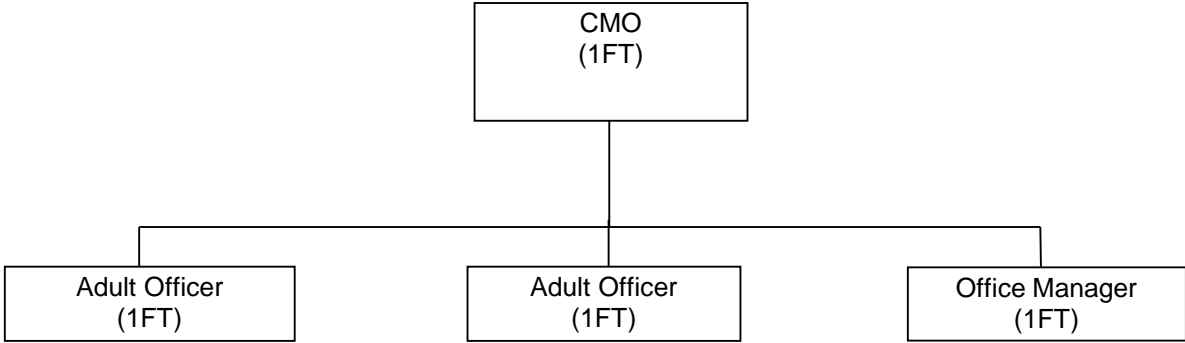 CMO
(1FT)
Adult Officer
(1FT)
Adult Officer
(1FT)
Office Manager
(1FT)